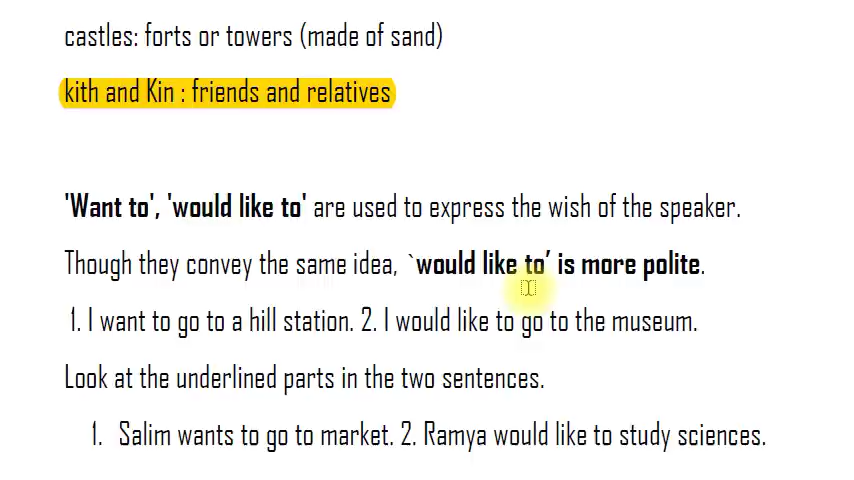 castles: forts or towers (made of sand)
kith and Kin : friends and relatives
'Want to', 'would like to' are used to express the wish of the speaker.
Though they convey the same idea, `would like to’ is more polite.
1. I want to go to a hill station. 2. I would like to go to the museum.
Look at the underlined parts in the two sentences.
1. Salim wants to go to market. 2. Ramya would like to study sciences.